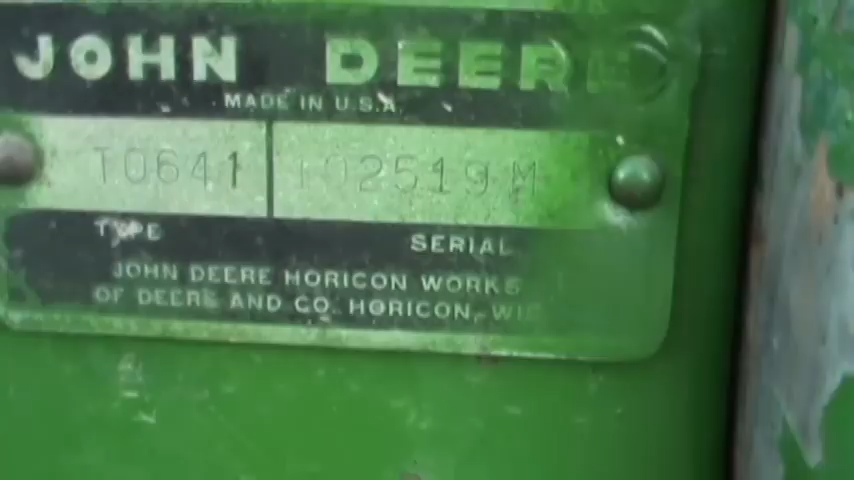 JOHN DEERE
MADE IN U.S.A.
T0641 102519M
TYPE SERIAL
JOHN DEERE HORICON WORKS
OF DEERE AND CO. HORICON, WIS